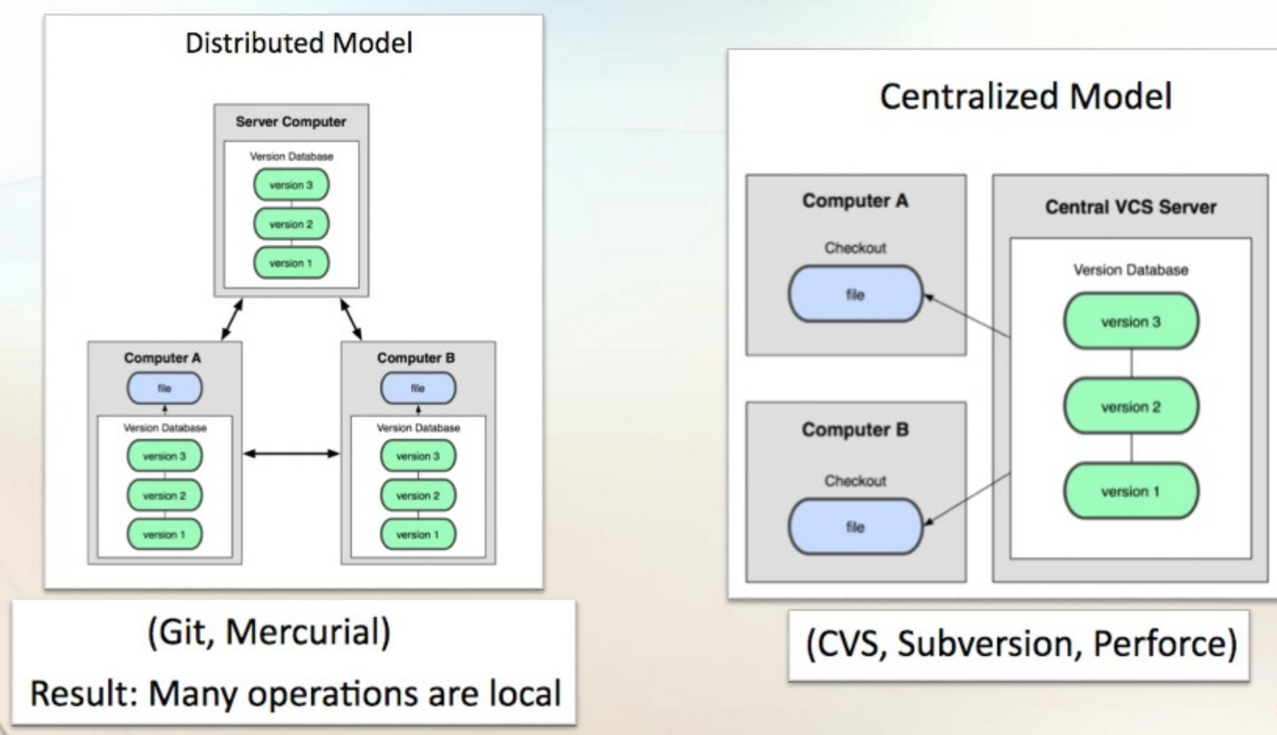 Distributed Model
Server Computer
Version Database
version 3
version 2
version 1
Computer A
file
Version Database
version 3
version 2
version 1
Computer B
file
Version Database
version 3
version 2
version 1
(Git, Mercurial)
Result: Many operations are local
Centralized Model
Computer A
Checkout
file
Computer B
Checkout
file
Central VCS Server
Version Database
version 3
version 2
version 1
(CVS, Subversion, Perforce)